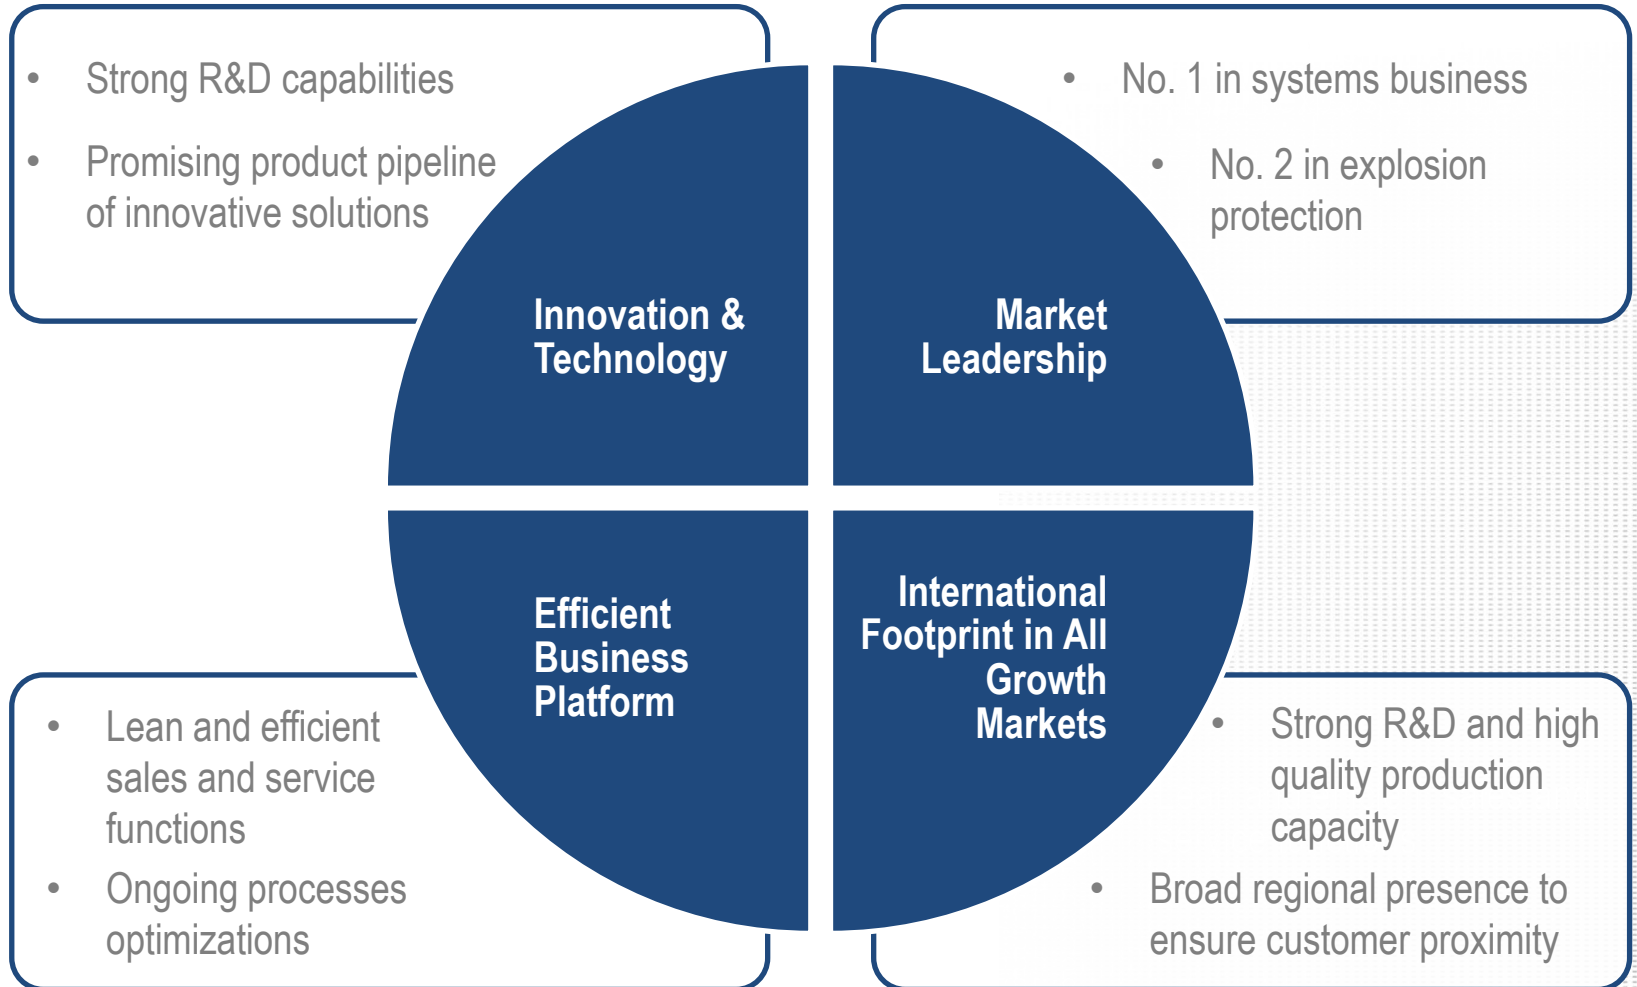 • Strong R&D capabilities
• Promising product pipeline
of innovative solutions
Innovation &
Technology
• No. 1 in systems business
• No. 2 in explosion
protection
Market
Leadership
Efficient
Business
Platform
• Lean and efficient
sales and service
functions
• Ongoing processes
optimizations
International
Footprint in All
Growth
Markets
• Strong R&D and high
quality production
capacity
• Broad regional presence to
ensure customer proximity